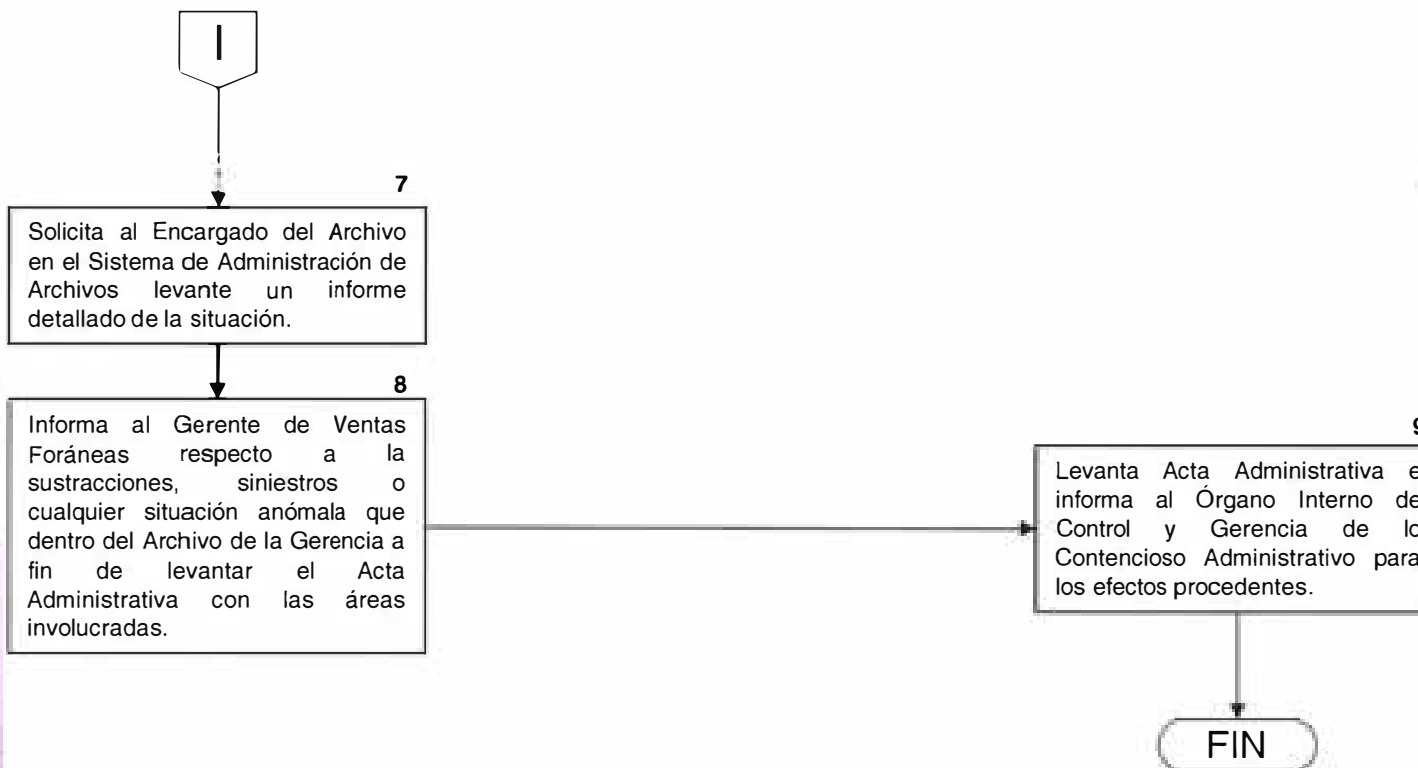 I
7
Solicita al Encargado del Archivo
en el Sistema de Administración de
Archivos levante un informe
detallado de la situación.
8
Informa al Gerente de Ventas
Foráneas respecto a la
sustracciones, siniestros o
cualquier situación anómala que
dentro del Archivo de la Gerencia a
fin de levantar el Acta
Administrativa con las áreas
involucradas.
Levanta Acta Administrativa e
informa al Órgano Interno de
Control y Gerencia de lo
Contencioso Administrativo para
los efectos procedentes.
FIN